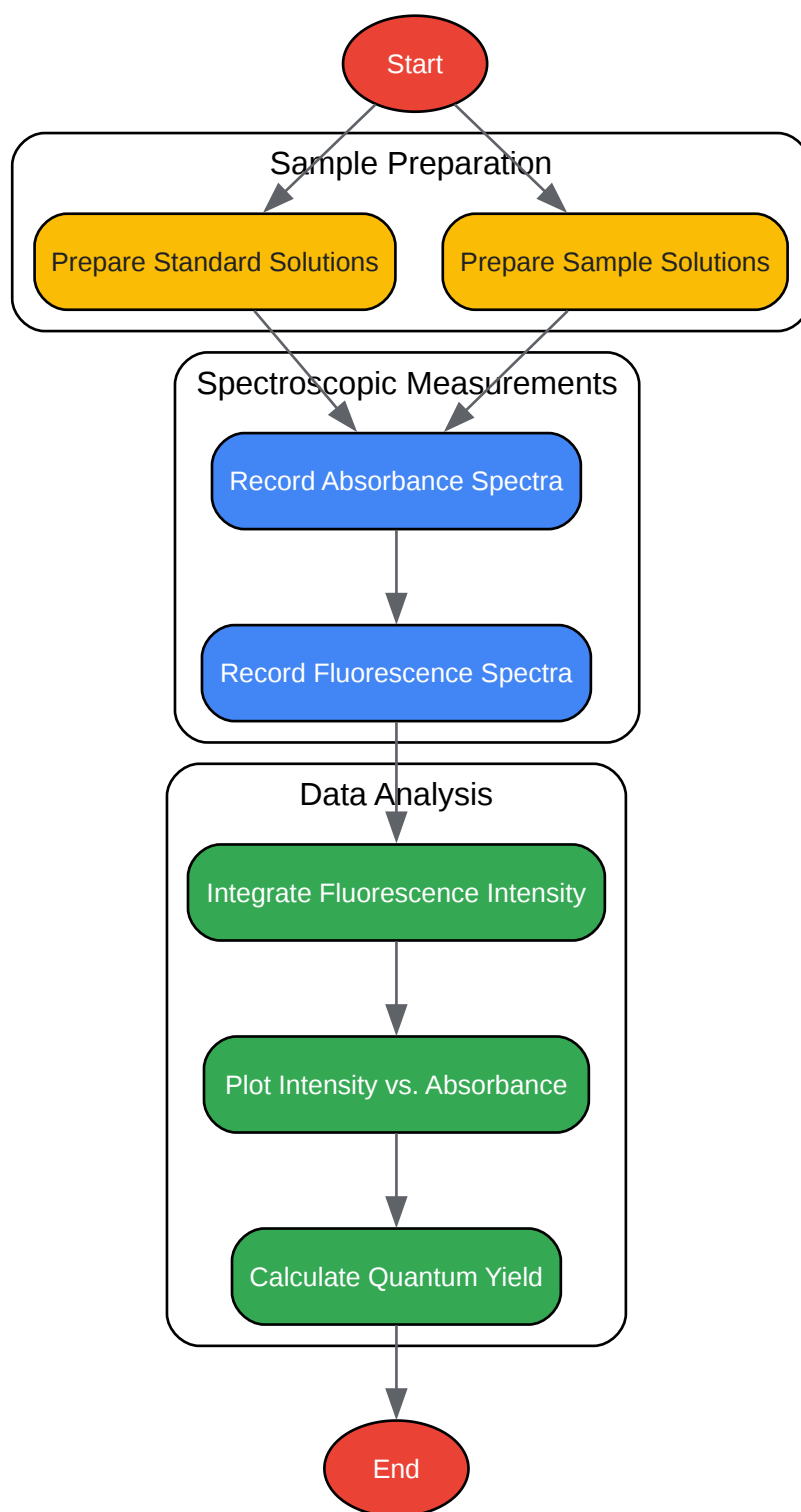 Start
Sample Preparation
Prepare Standard Solutions
Prepare Sample Solutions
Spectroscopic Measurements
Record Absorbance Spectra
Record Fluorescence Spectra
Data Analysis
Integrate Fluorescence Intensity
Plot Intensity vs. Absorbance
Calculate Quantum Yield
End